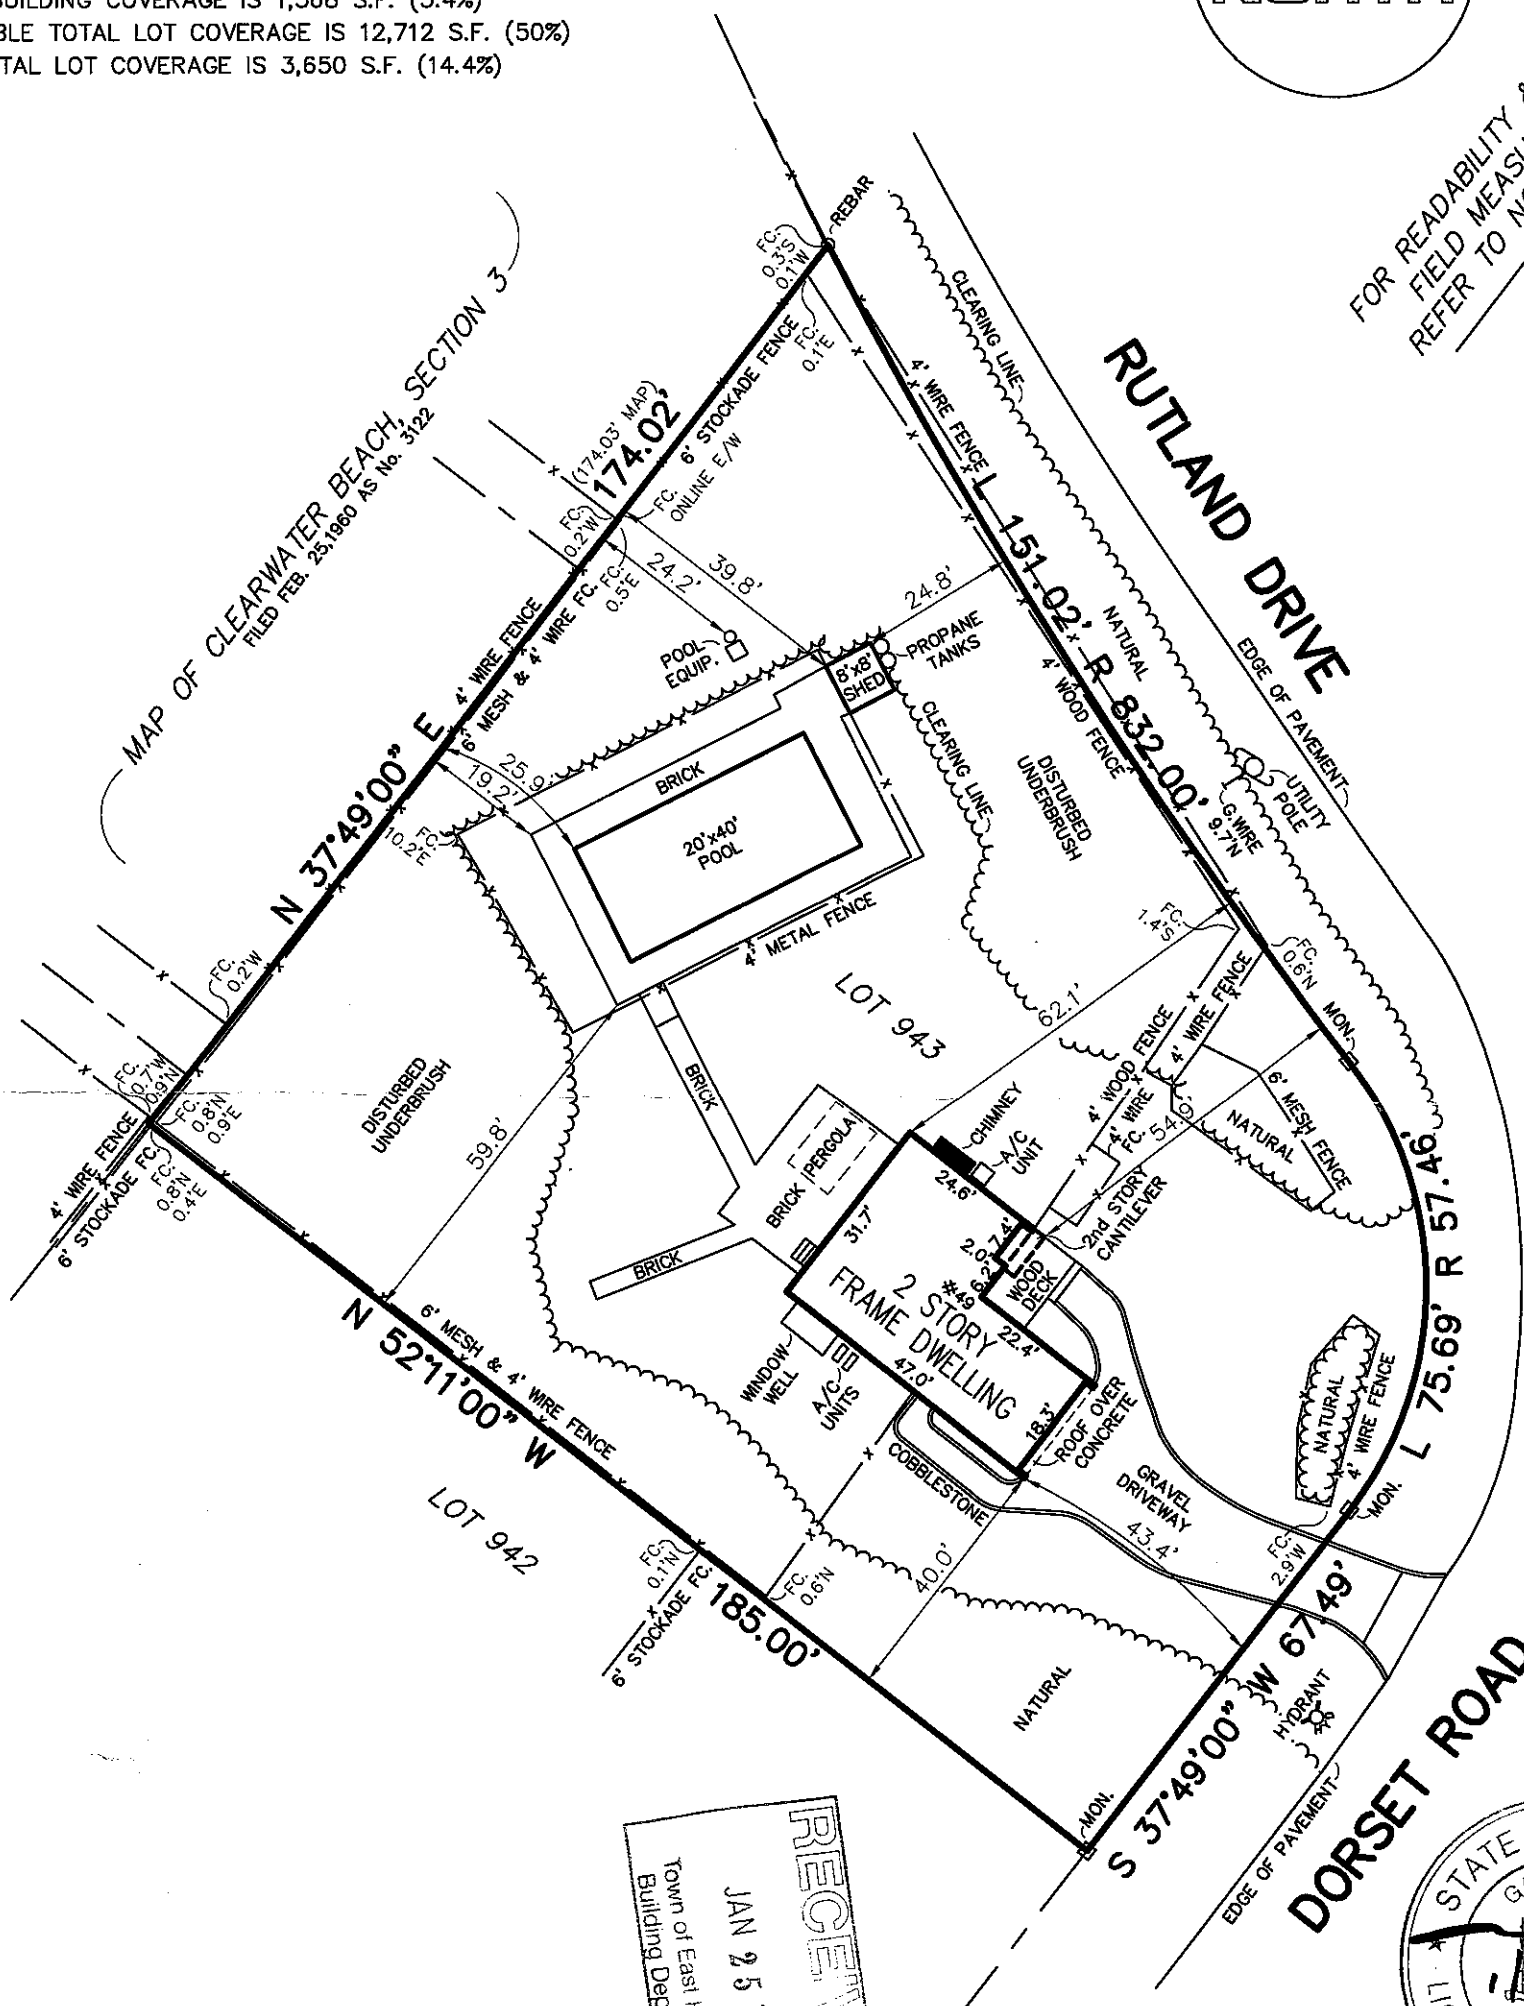 BUILDING COVERAGE IS 1,368 S.F. (5.4%)
BLE TOTAL LOT COVERAGE IS 12,712 S.F. (50%)
TAL LOT COVERAGE IS 3,650 S.F. (14.4%)
FOR READABILITY &
FIELD
REFER TO
MAP OF CLEARWATER BEACH, SECTION 3
FILED FEB. 25,1960 AS No. 3122
REBAR
FC.
0.3'S
0.1'W
FC.
0.1'E
CLEARING LINE
RUTLAND DRIVE
4' WIRE FENCE
6' STOCKADE FENCE
(174.03' MAP)
174.02'
FC.
ONLINE E/W
FC.
0.2'W
FC.
0.5'E
24.2'
39.8'
24.8'
L 151.02' R 832.00'
NATURAL
4' WOOD FENCE
EDGE OF PAVEMENT
4' WIRE FENCE
6' MESH & 4' WIRE FC.
N 37°49'00" E
POOL
EQUIP.
8'x8'
SHED
PROPANE
TANKS
CLEARING LINE
DISTURBED
UNDERBRUSH
UTILITY
POLE
G.WIRE
9.7'N
25.9'
19.2'
BRICK
20'x40'
POOL
FC.
10.2'E
4' METAL FENCE
FC.
1.4'S
FC.
0.6'N
LOT 943
62.1'
MON.
FC.
0.2'W
FC.
0.7'W
0.9'N
FC.
0.8'N
0.9'E
FC.
0.8'N
0.4'E
4' WIRE FENCE
6' STOCKADE FC.
DISTURBED
UNDERBRUSH
59.8'
BRICK
4' WOOD FENCE
4' WIRE FENCE
4' WIRE
FC.
54.9'
6' MESH FENCE
NATURAL
CHIMNEY
A/C
UNIT
PERGOLA
BRICK
BRICK
24.6'
31.7'
7.4'
2.0'
6.2'
2nd STORY
CANTILEVER
WOOD
DECK
#49
2 STORY
FRAME DWELLING
22.4'
47.0'
18.3'
WINDOW
WELL
A/C
UNITS
ROOF OVER
CONCRETE
COBBLESTONE
GRAVEL
DRIVEWAY
43.4'
40.0'
NATURAL
4' WIRE FENCE
L 75.69' R 57.46'
MON.
FC.
2.9'W
N 52°11'00" W
6' MESH & 4' WIRE FENCE
LOT 942
FC.
0.1'N
6' STOCKADE FC.
185.00'
FC.
0.6'N
NATURAL
S 37°49'00" W 67.49'
HYDRANT
MON.
EDGE OF PAVEMENT
DORSET ROAD
JAN 25
Town of East
Building
STATE